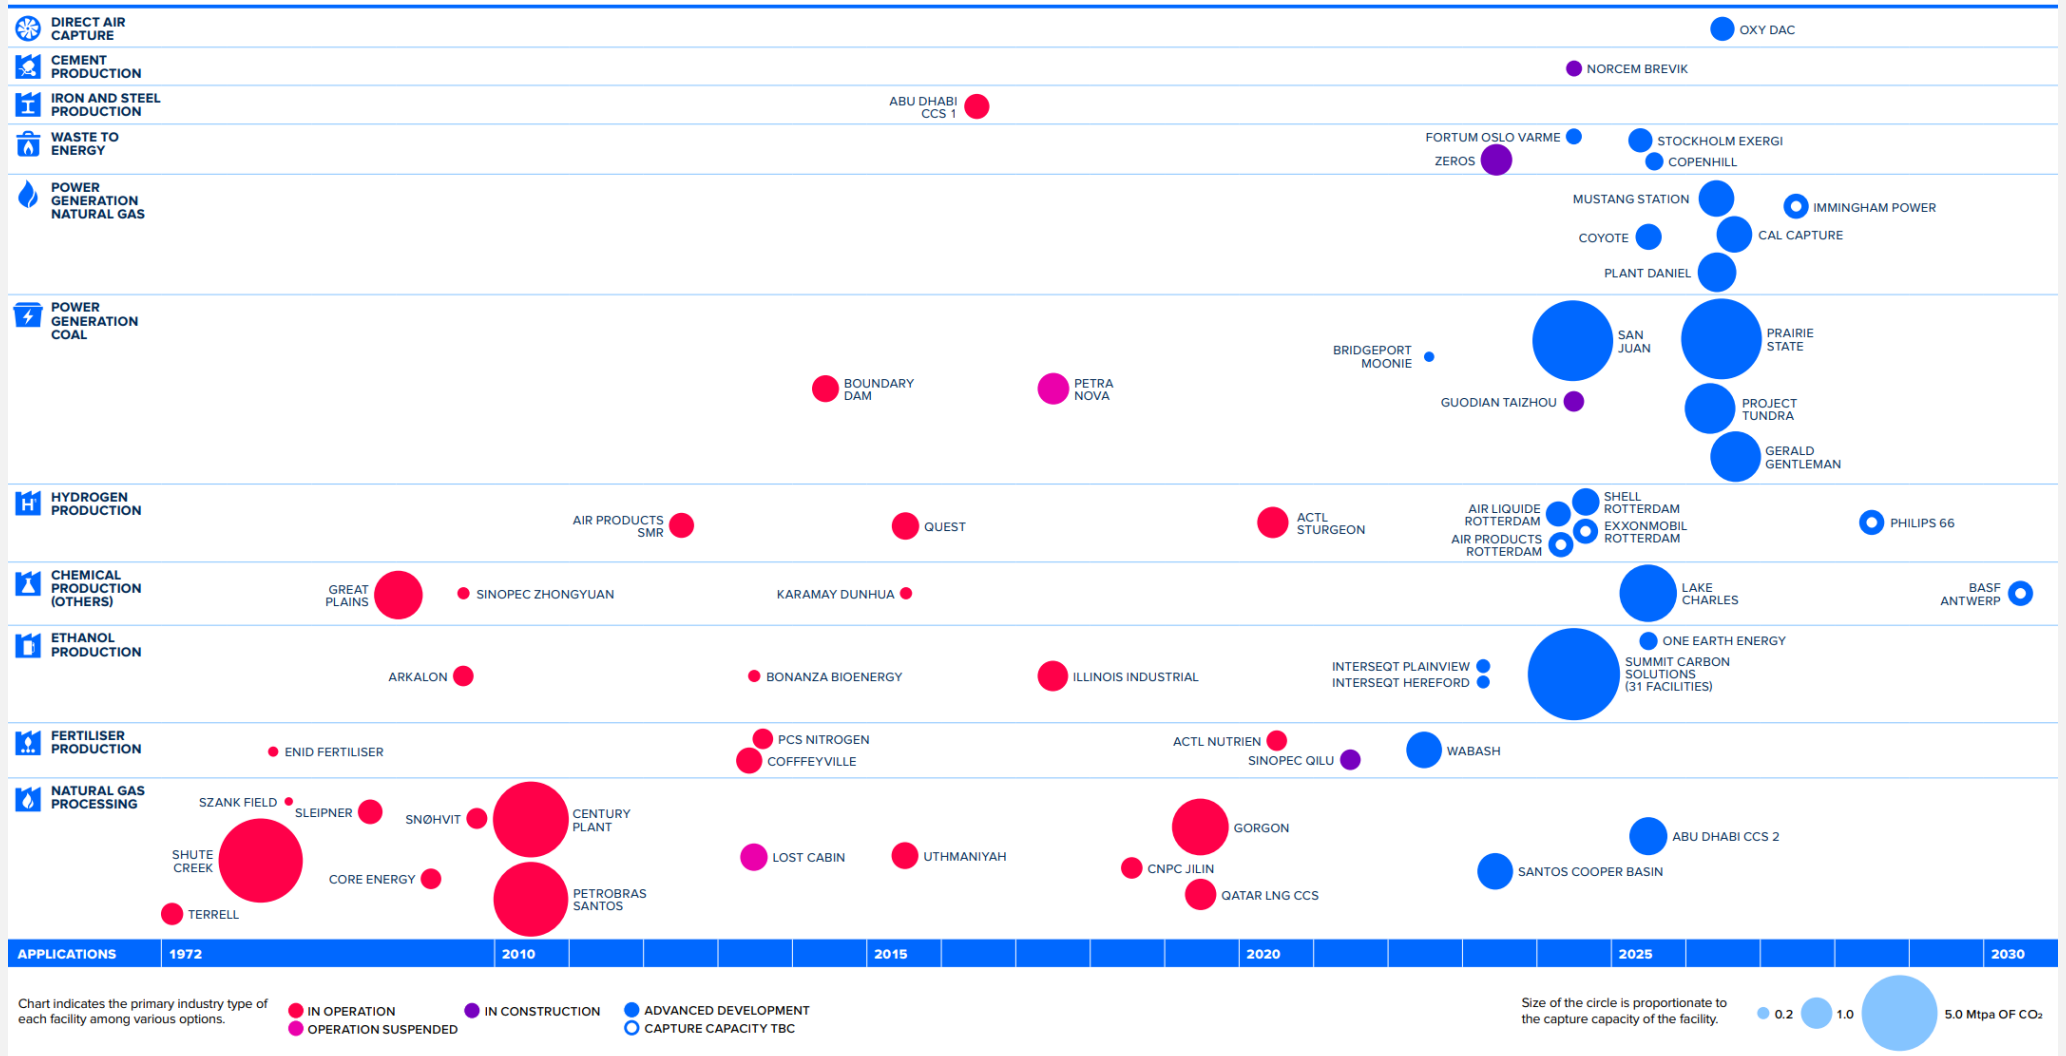 DIRECT AIR
CAPTURE
OXY DAC
CEMENT
PRODUCTION
NORCEM BREVIK
IRON AND STEEL
PRODUCTION
ABU DHABI
CCS 1
WASTE TO
ENERGY
FORTUM OSLO VARME
STOCKHOLM EXERGI
ZEROS
COPENHILL
POWER
GENERATION
NATURAL GAS
MUSTANG STATION
IMMINGHAM POWER
COYOTE
CAL CAPTURE
PLANT DANIEL
POWER
GENERATION
COAL
SAN
JUAN
PRAIRIE
STATE
BRIDGEPORT
MOONIE
BOUNDARY
DAM
PETRA
NOVA
GUODIAN TAIZHOU
PROJECT
TUNDRA
GERALD
GENTLEMAN
HYDROGEN
PRODUCTION
AIR PRODUCTS
SMR
QUEST
ACTL
STURGEON
AIR LIQUIDE
ROTTERDAM
SHELL
ROTTERDAM
AIR PRODUCTS
ROTTERDAM
EXXONMOBIL
ROTTERDAM
PHILIPS 66
CHEMICAL
PRODUCTION
(OTHERS)
GREAT
PLAINS
SINOPEC ZHONGYUAN
KARAMAY DUNHUA
LAKE
CHARLES
BASF
ANTWERP
ETHANOL
PRODUCTION
ARKALON
BONANZA BIOENERGY
ILLINOIS INDUSTRIAL
INTERSEQT PLAINVIEW
INTERSEQT HEREFORD
ONE EARTH ENERGY
SUMMIT CARBON
SOLUTIONS
(31 FACILITIES)
FERTILISER
PRODUCTION
ENID FERTILISER
PCS NITROGEN
COFFFEYVILLE
ACTL NUTRIEN
SINOPEC QILU
WABASH
NATURAL GAS
PROCESSING
SZANK FIELD
SLEIPNER
SNØHVIT
CENTURY
PLANT
SHUTE
CREEK
CORE ENERGY
PETROBRAS
SANTOS
TERRELL
LOST CABIN
UTHMANIYAH
GORGON
CNPC JILIN
QATAR LNG CCS
ABU DHABI CCS 2
SANTOS COOPER BASIN
APPLICATIONS 1972 2010 2015 2020 2025 2030
Chart indicates the primary industry type of
each facility among various options.
IN OPERATION
OPERATION SUSPENDED
IN CONSTRUCTION
ADVANCED DEVELOPMENT
CAPTURE CAPACITY TBC
Size of the circle is proportionate to
the capture capacity of the facility.
0.2 1.0 5.0 Mtpa OF CO₂
H